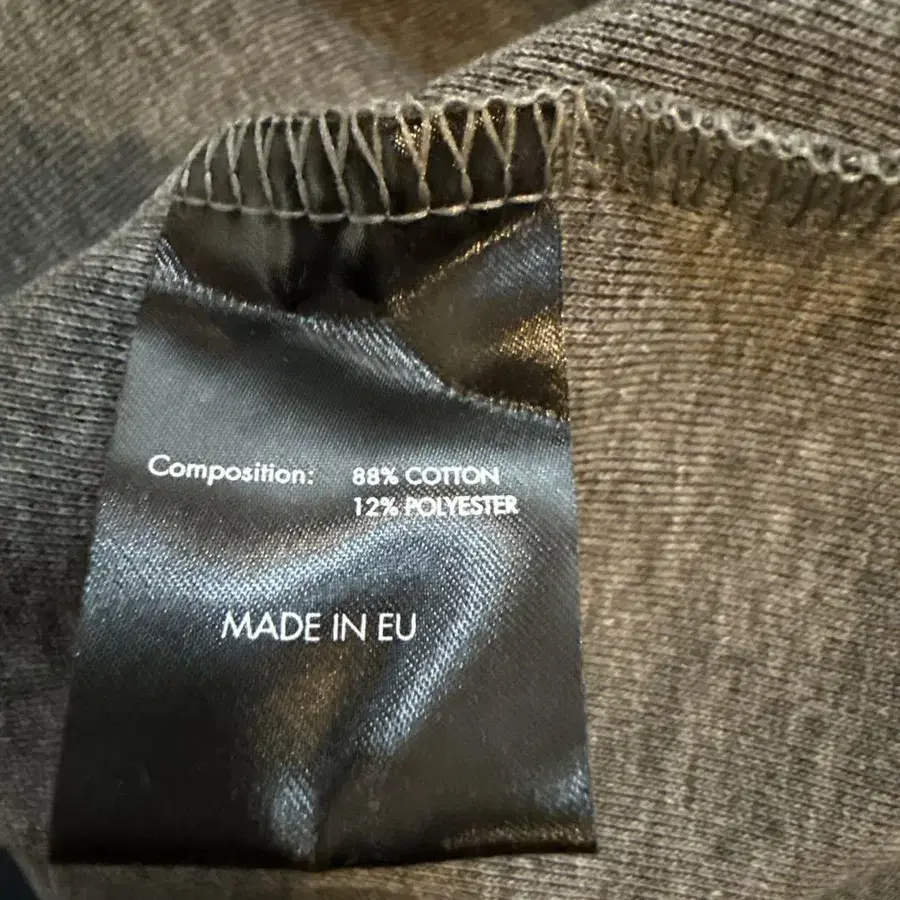 Composition: 88% COTTON
12% POLYESTER
MADE IN EU